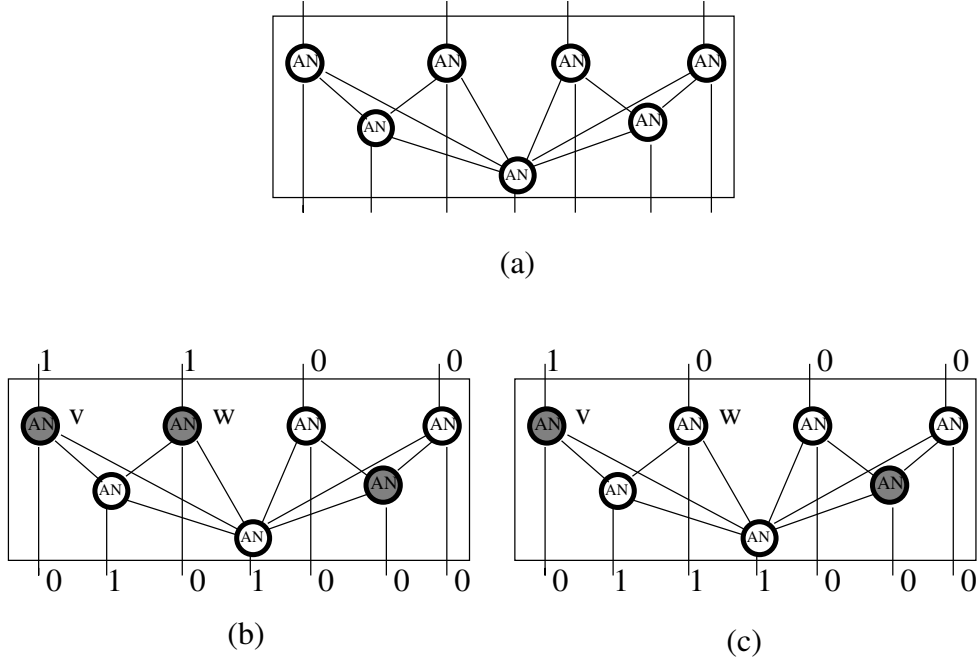 AN AN AN AN
AN AN
AN
(a)
1 1 0 0
AN v AN w AN AN
AN AN
AN
0 1 0 1 0 0 0
(b)
1 0 0 0
AN v AN w AN AN
AN AN
AN
0 1 1 1 0 0 0
(c)